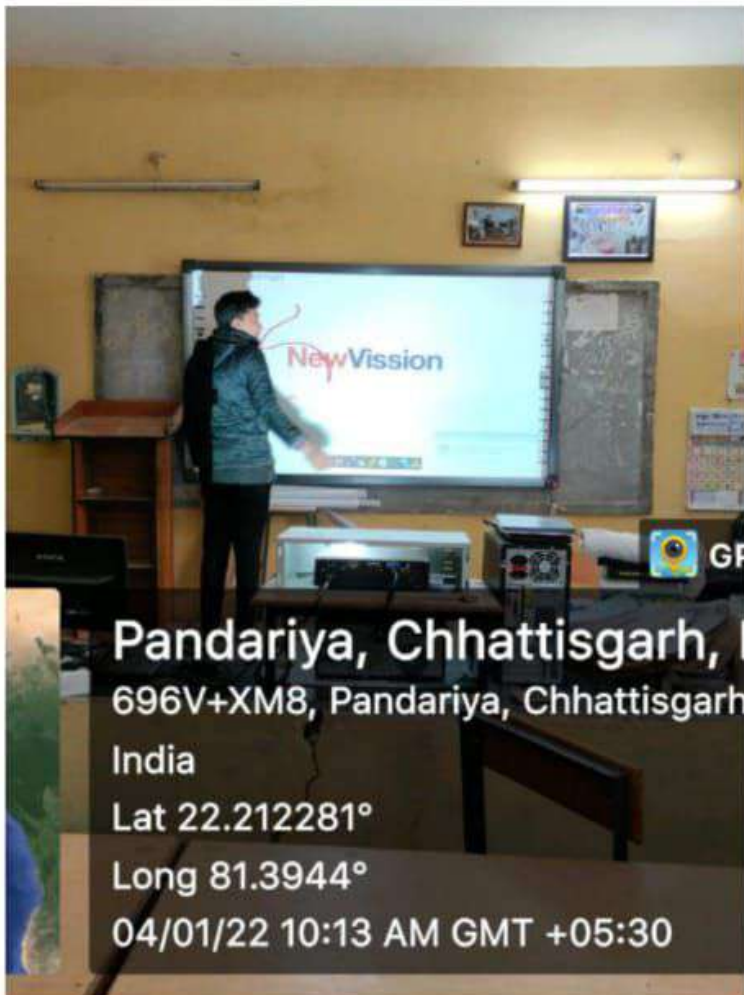 NewVission
GP
Pandariya, Chhattisgarh,
696V+XM8, Pandariya, Chhattisgarh
India
Lat 22.212281°
Long 81.3944°
04/01/22 10:13 AM GMT +05:30